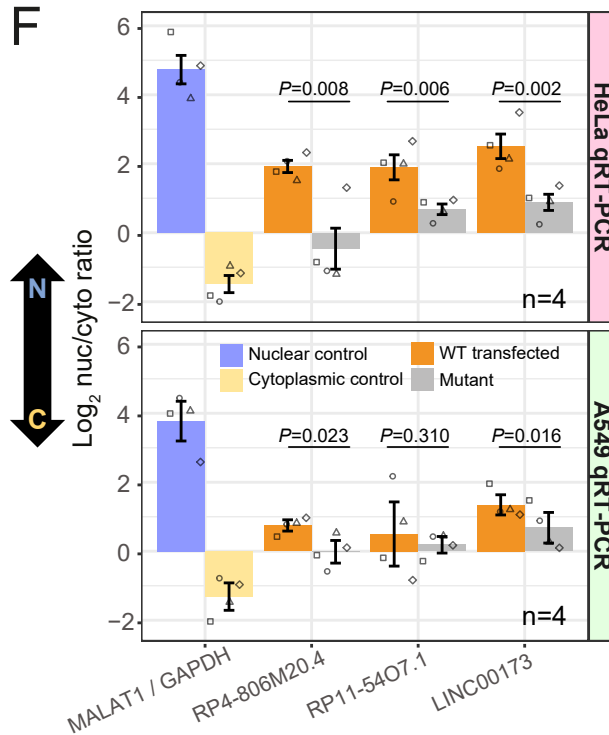 F
6
4
2
0
−2
P=0.008
P=0.006
P=0.002
n=4
HeLa qRT-PCR
N
C
Log2 nuc/cyto ratio
6
4
2
0
−2
Nuclear control
WT transfected
Cytoplasmic control
Mutant
P=0.023
P=0.310
P=0.016
n=4
A549 qRT-PCR
MALAT1 / GAPDH
RP4-806M20.4
RP11-54O7.1
LINC00173